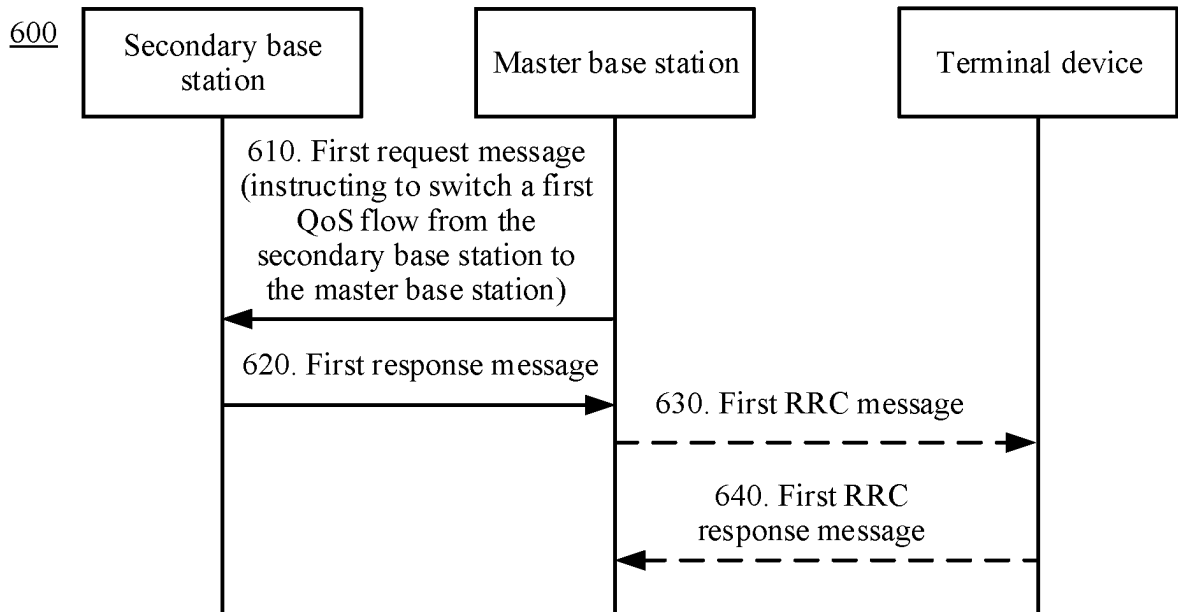 600
Secondary base
station
Master base station
Terminal device
610. First request message
(instructing to switch a first
QoS flow from the
secondary base station to
the master base station)
620. First response message
630. First RRC message
640. First RRC
response message